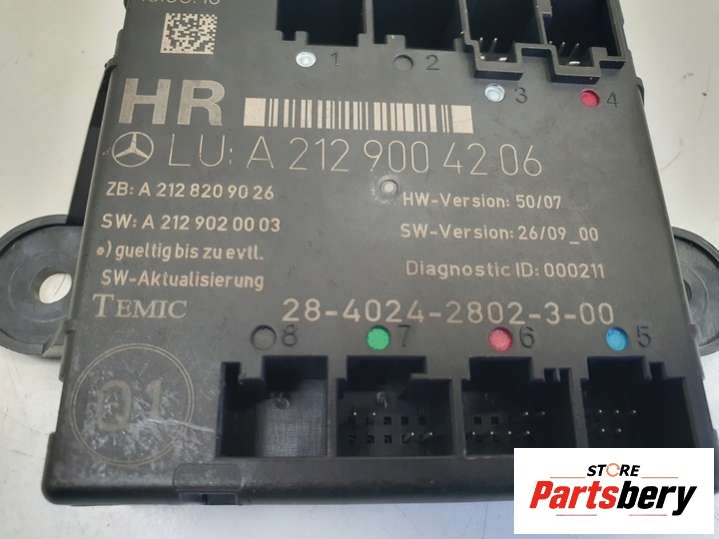 1 2 3 4
HR
LU: A 212 900 42 06
ZB: A 212 820 90 26
HW-Version: 50/07
SW: A 212 902 00 03
SW-Version: 26/09_00
•) gueltig bis zu evtl.
SW-Aktualisierung
Diagnostic ID: 000211
TEMIC
28-4024-2802-3-00
8 7 6 5
01
STORE
Partsbery